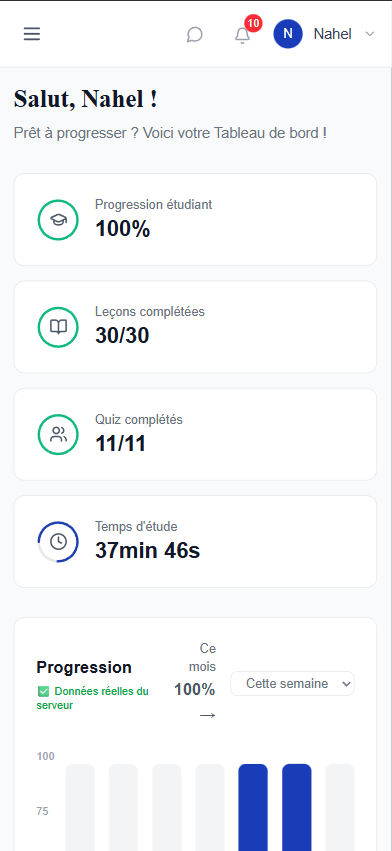 10
N
Nahel
Salut, Nahel !
Prêt à progresser ? Voici votre Tableau de bord !
Progression étudiant
100%
Leçons complétées
30/30
Quiz complétés
11/11
Temps d'étude
37min 46s
Progression
✅ Données réelles du
serveur
Ce
mois
100%
→
Cette semaine
100
75